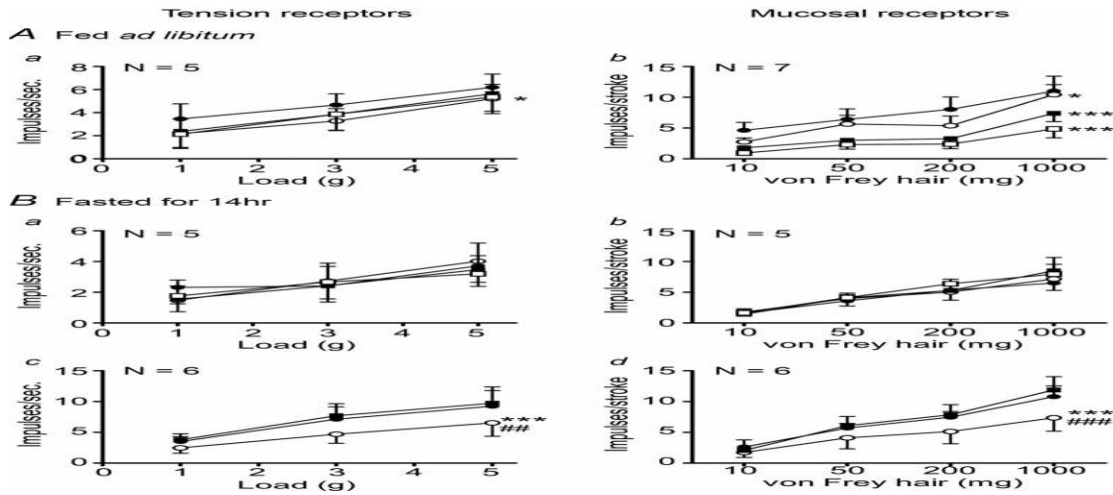 Tension receptors
Mucosal receptors
A Fed ad libitum
a
N = 5
Impulses/sec.
8
6
4
2
0
0
0
1
2
3
4
5
Load (g)
*
b
N = 7
Impulses/stroke
15
10
5
0
10
50
200
1000
von Frey hair (mg)
*
***
***
B Fasted for 14hr
a
N = 5
Impulses/sec.
6
4
2
0
0
1
2
3
4
5
Load (g)
b
N = 5
Impulses/stroke
15
10
5
0
10
50
200
1000
von Frey hair (mg)
c
N = 6
Impulses/sec.
15
10
5
0
0
1
2
3
4
5
Load (g)
***
##
d
N = 6
Impulses/stroke
15
10
5
0
10
50
200
1000
von Frey hair (mg)
***
###